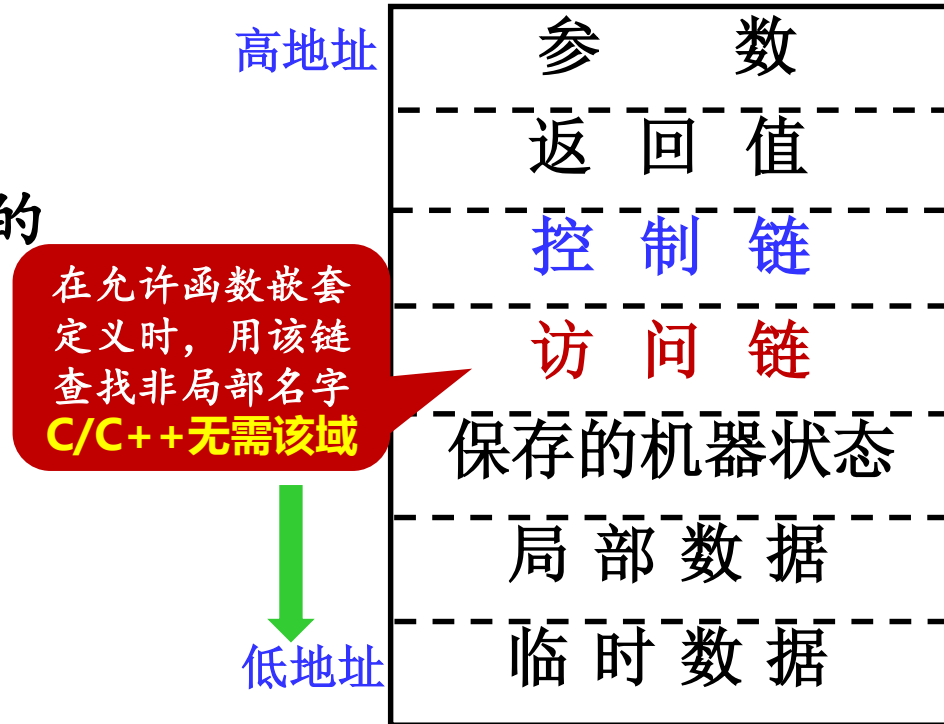 高地址
参 数
返 回 值
的
控 制 链
在允许函数嵌套
定义时，用该链
查找非局部名字
C/C++无需该域
访 问 链
保存的机器状态
局 部 数 据
临 时 数 据
低地址